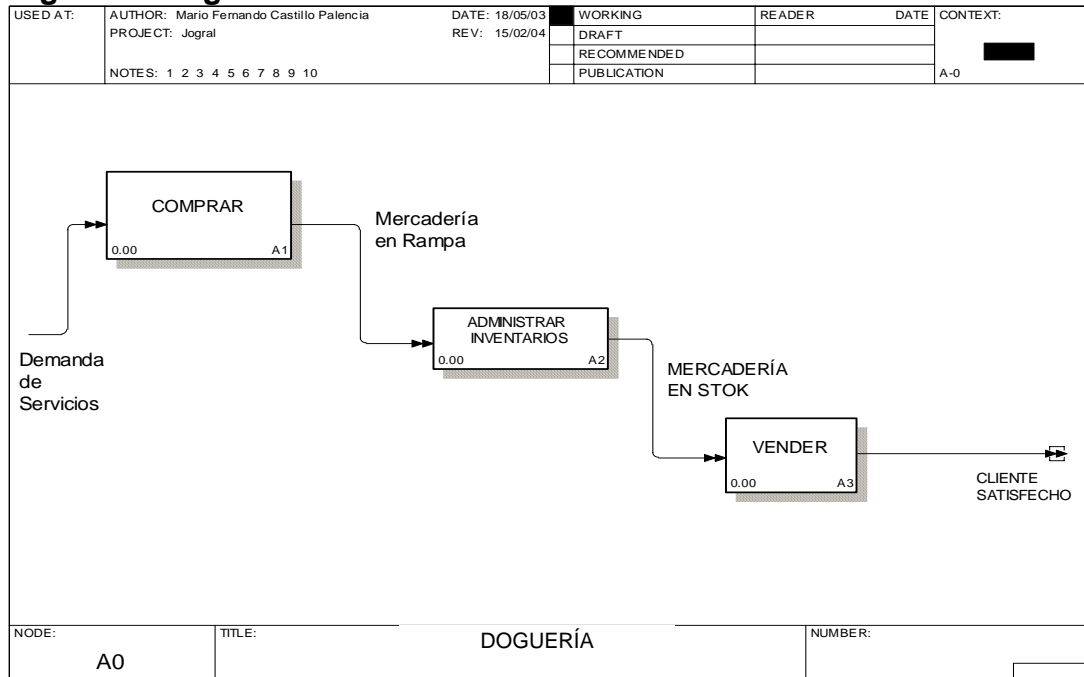 USED AT:
AUTHOR: Mario Fernando Castillo Palencia
DATE: 18/05/03
PROJECT: Jogral
REV: 15/02/04
NOTES: 1 2 3 4 5 6 7 8 9 10
WORKING
DRAFT
RECOMMENDED
PUBLICATION
READER
DATE
CONTEXT:
A-0
COMPRAR
0.00
A1
Mercadería
en Rampa
Demanda
de
Servicios
ADMINISTRAR
INVENTARIOS
0.00
A2
MERCADERÍA
EN STOK
VENDER
0.00
A3
CLIENTE
SATISFECHO
NODE:
A0
TITLE:
DOGUERÍA
NUMBER: